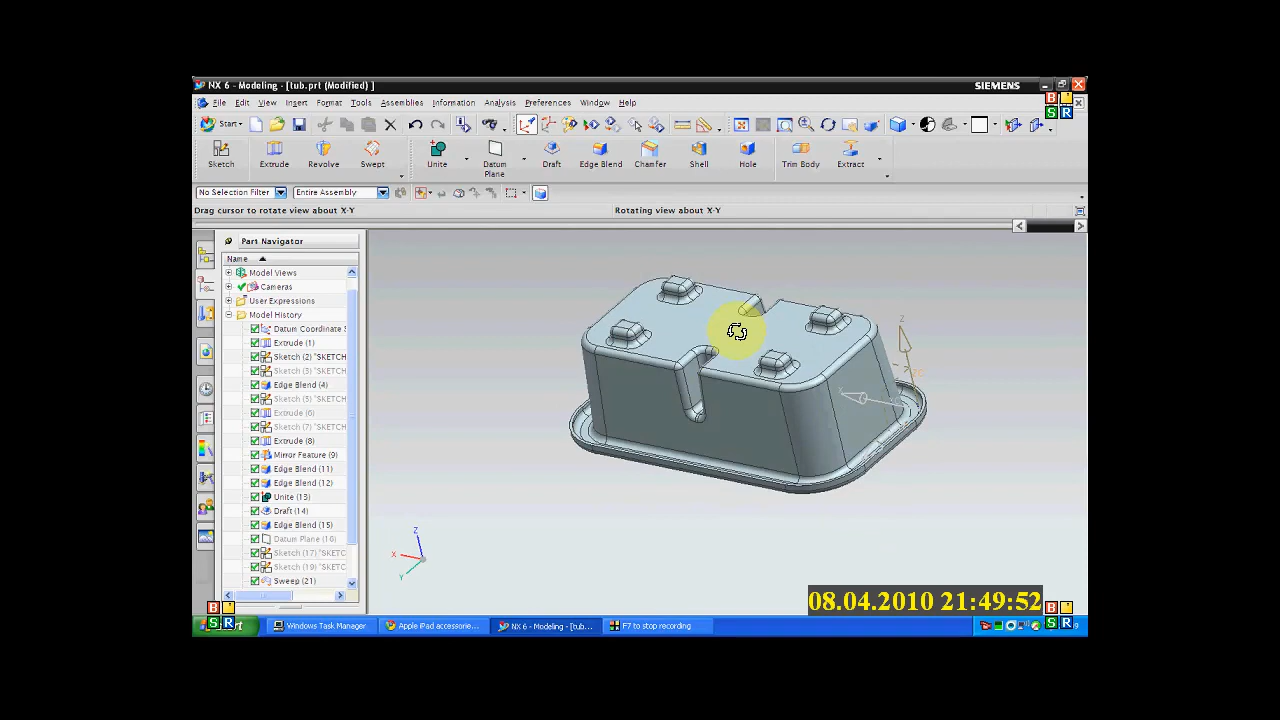 NX 6 - Modeling - [tub.prt (Modified) ]
SIEMENS
File Edit View Insert Format Tools Assemblies Information Analysis Preferences Window Help
Start
Sketch Extrude Revolve Swept Unite Datum Plane Draft Edge Blend Chamfer Shell Hole Trim Body Extract
No Selection Filter Entire Assembly
Drag cursor to rotate view about X-Y Rotating view about X-Y
Part Navigator
Name
Model Views
Cameras
User Expressions
Model History
Datum Coordinate S
Extrude (1)
Sketch (2) "SKETCH
Sketch (3) "SKETCH
Edge Blend (4)
Sketch (5) "SKETCH
Extrude (6)
Sketch (7) "SKETCH
Extrude (8)
Mirror Feature (9)
Edge Blend (11)
Edge Blend (12)
Unite (13)
Draft (14)
Edge Blend (15)
Datum Plane (16)
Sketch (17) "SKETCH
Sketch (19) "SKETCH
Sweep (21)
Z
X
Z
X
Y
08.04.2010 21:49:52
B
S R
B
S R
B
S R
Windows Task Manager Apple iPad accessorie... NX 6 - Modeling - [tub... F7 to stop recording